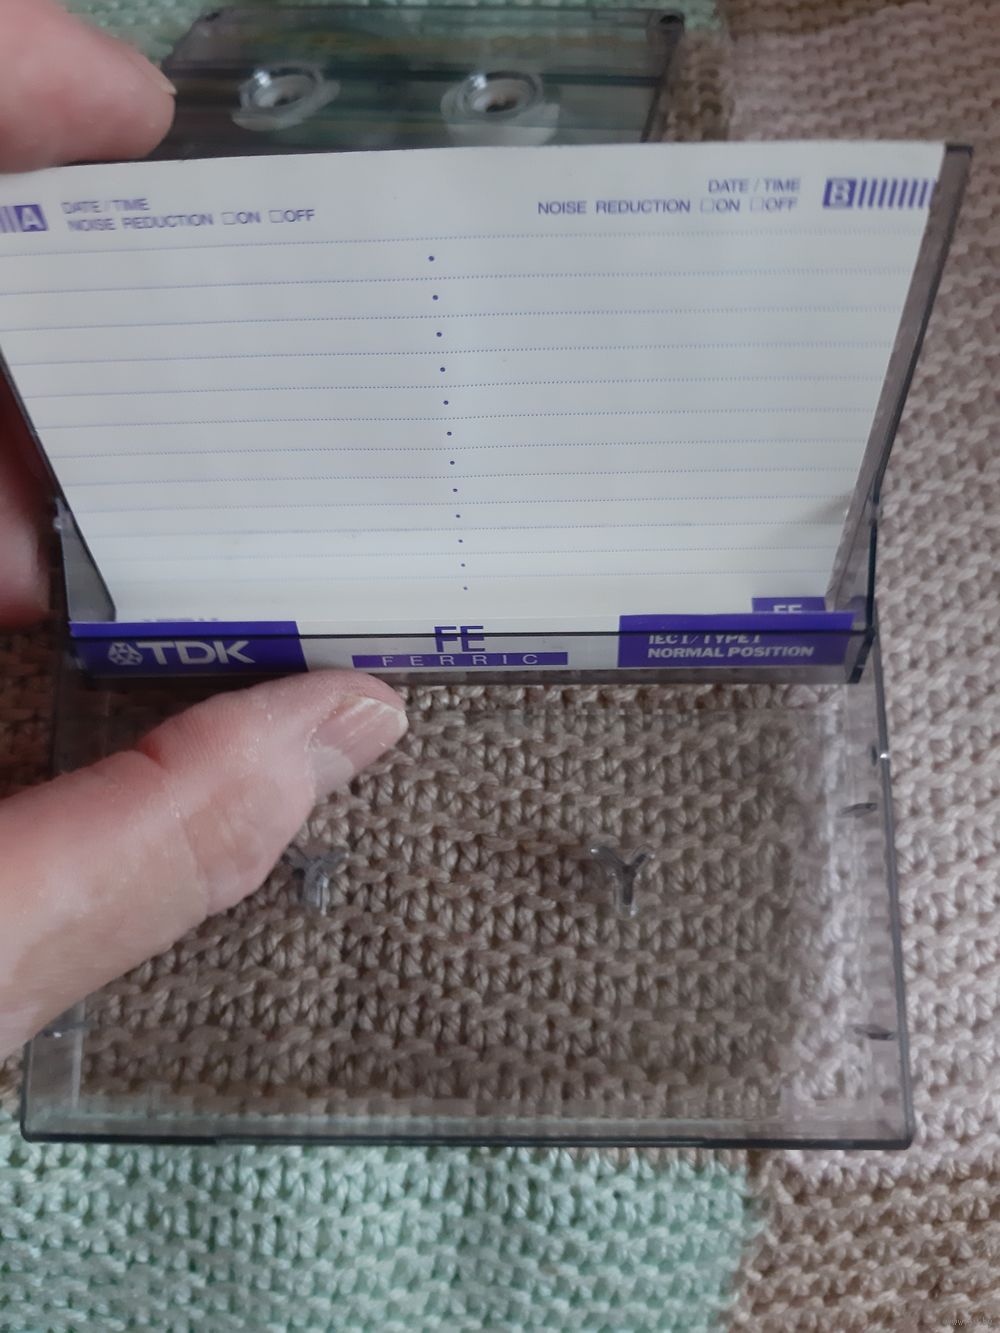 A DATE / TIME
NOISE REDUCTION □ON □OFF
DATE / TIME B
NOISE REDUCTION □ON □OFF
FE
TDK
FE
FERRIC
IECI / TYPE I
NORMAL POSITION